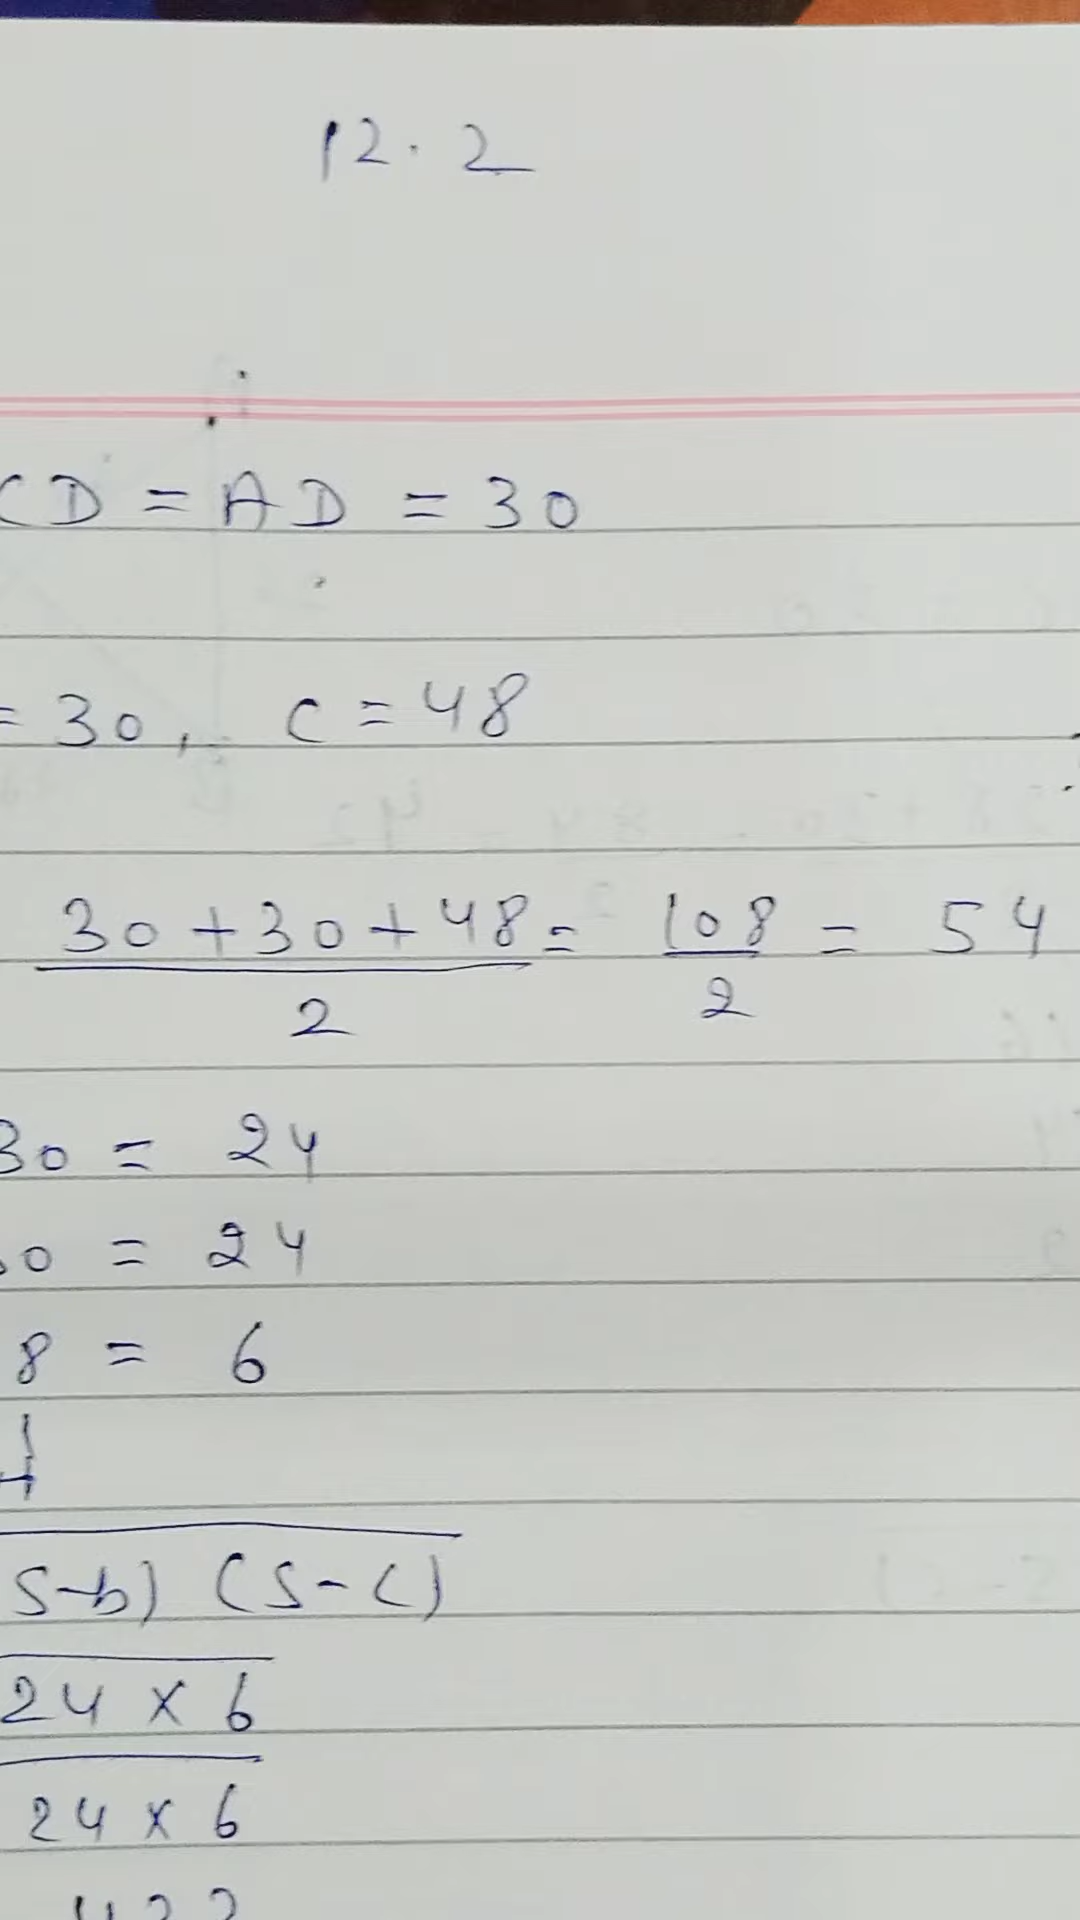 12.2
CD = AD = 30
= 30, c = 48
30 + 30 + 48 = 108 = 54
2 2
30 = 24
0 = 24
8 = 6
s-b) (s-c)
24 × 6
24 × 6